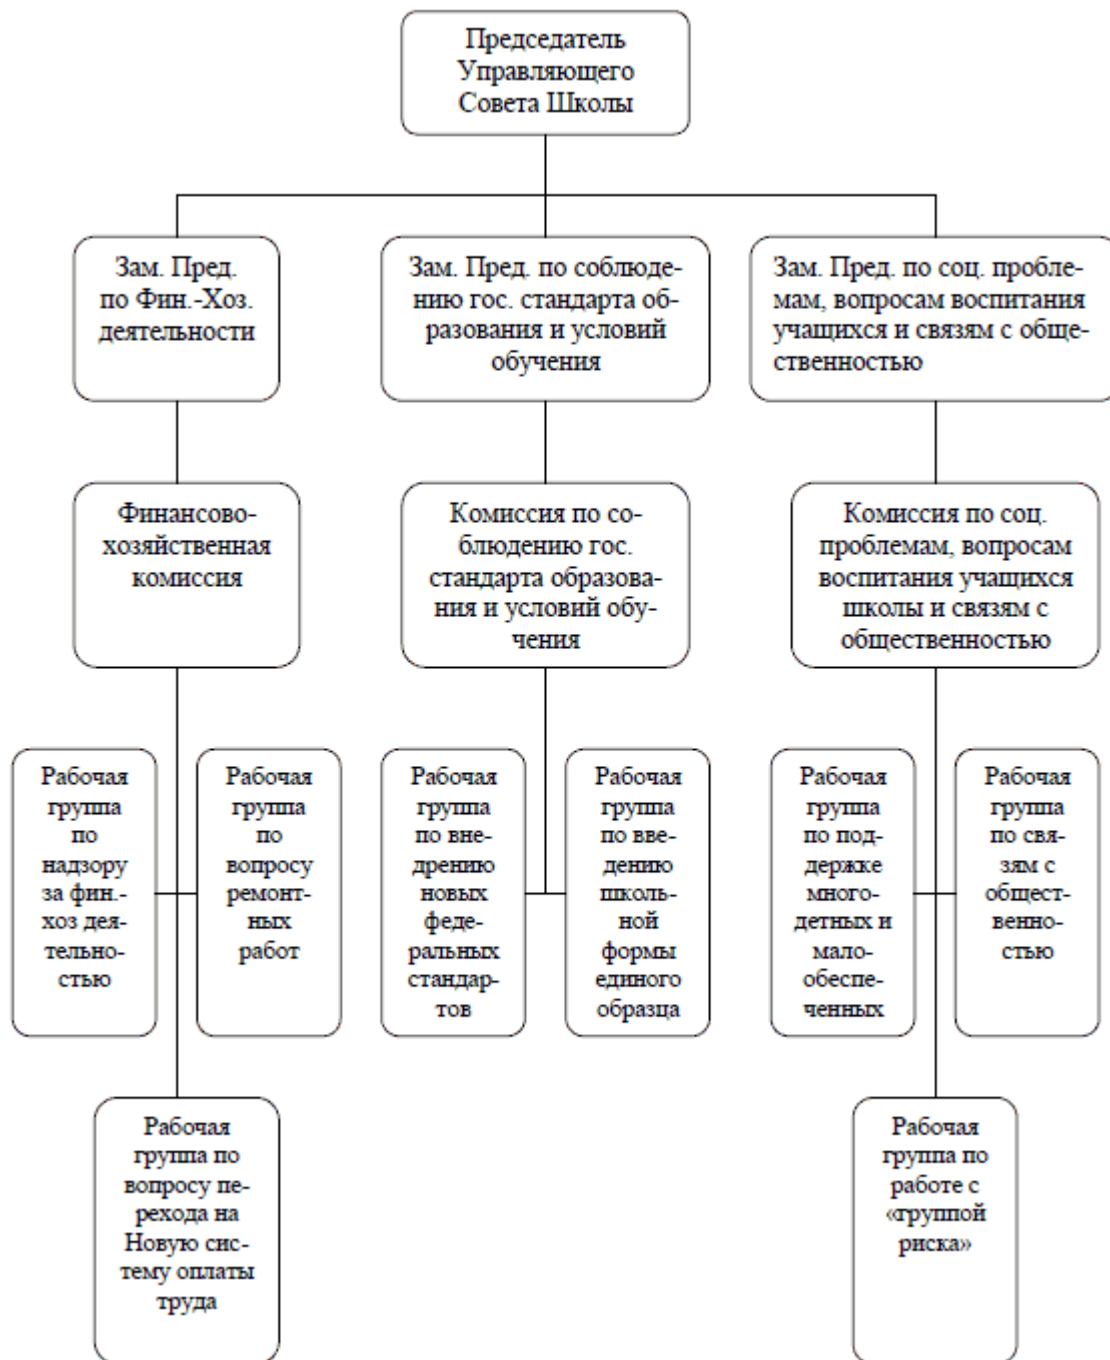 Председатель
Управляющего
Совета Школы
Зам. Пред.
по Фин.-Хоз.
деятельности
Зам. Пред. по соблюде-
нию гос. стандарта об-
разования и условий
обучения
Зам. Пред. по соц. пробле-
мам, вопросам воспитания
учащихся и связям с обще-
ственностью
Финансово-
хозяйственная
комиссия
Комиссия по со-
блюдению гос.
стандарта образова-
ния и условий обу-
чения
Комиссия по соц.
проблемам, вопросам
воспитания учащихся
школы и связям с
общественностью
Рабочая
группа
по
надзору
за фин.-
хоз дея-
тельно-
стью
Рабочая
группа
по
вопросу
ремонт-
ных
работ
Рабочая
группа
по вне-
дрению
новых
феде-
ральных
стандар-
тов
Рабочая
группа
по вве-
дению
школь-
ной
формы
единого
образца
Рабочая
группа
по под-
держке
много-
детных и
мало-
обеспе-
ченных
Рабочая
группа
по свя-
зям с
общест-
венно-
стью
Рабочая
группа по
вопросу пе-
рехода на
Новую сис-
тему оплаты
труда
Рабочая
группа по
работе с
«группой
риска»